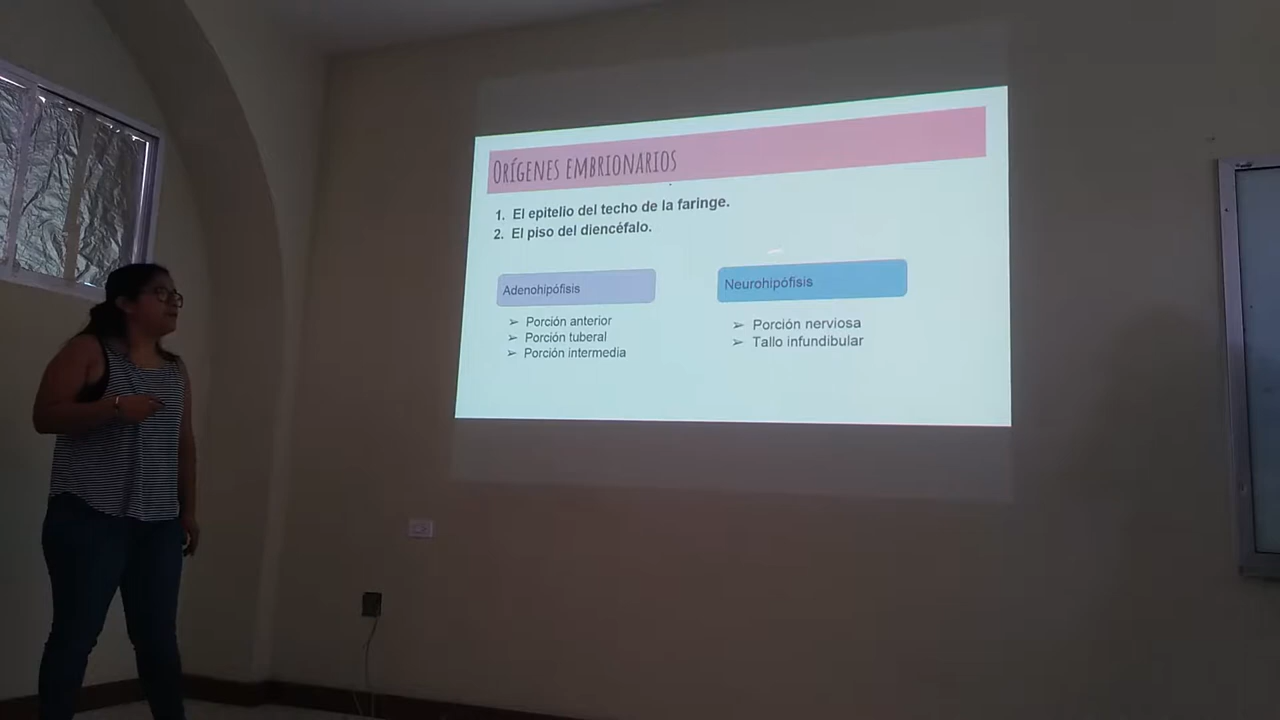 ORÍGENES EMBRIONARIOS
1. El epitelio del techo de la faringe.
2. El piso del diencéfalo.
Adenohipófisis
➢ Porción anterior
➢ Porción tuberal
➢ Porción intermedia
Neurohipófisis
➢ Porción nerviosa
➢ Tallo infundibular